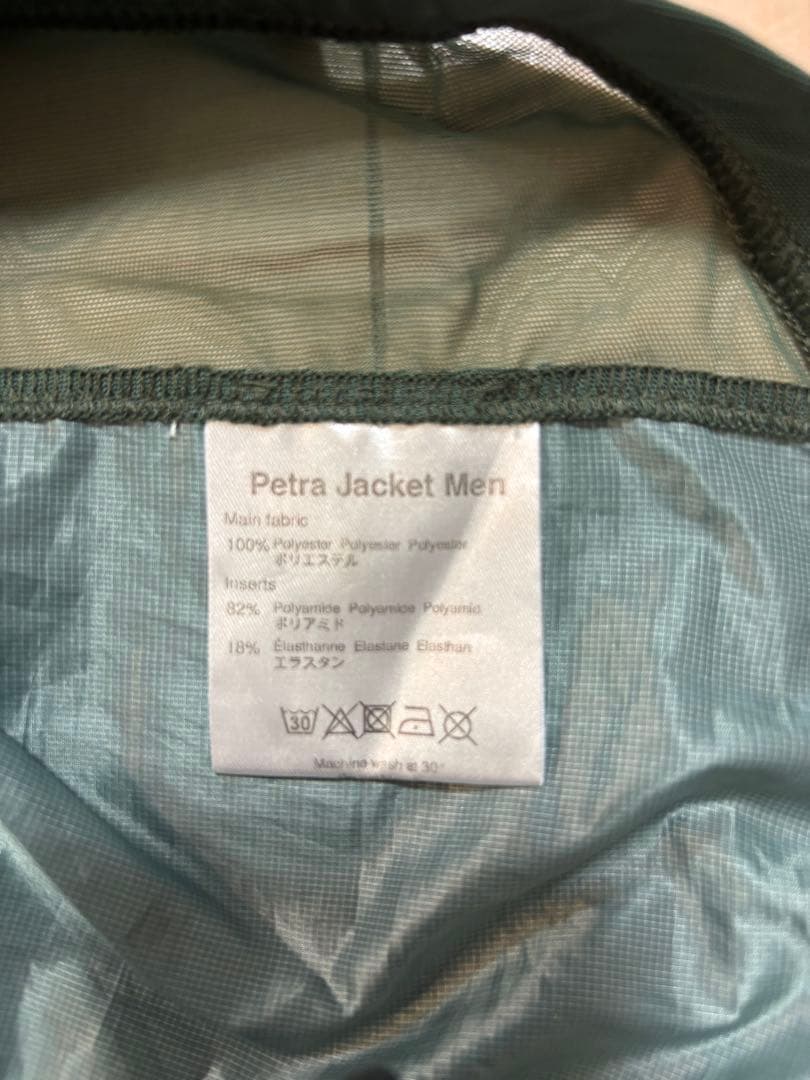 Petra Jacket Men
Main fabric
100% Polyester Polyester Polyester
ポリエステル
Inserts
82% Polyamide Polyamide Polyamid
ポリアミド
18% Élasthanne Elastane Elasthan
エラスタン
30
Machine wash at 30°